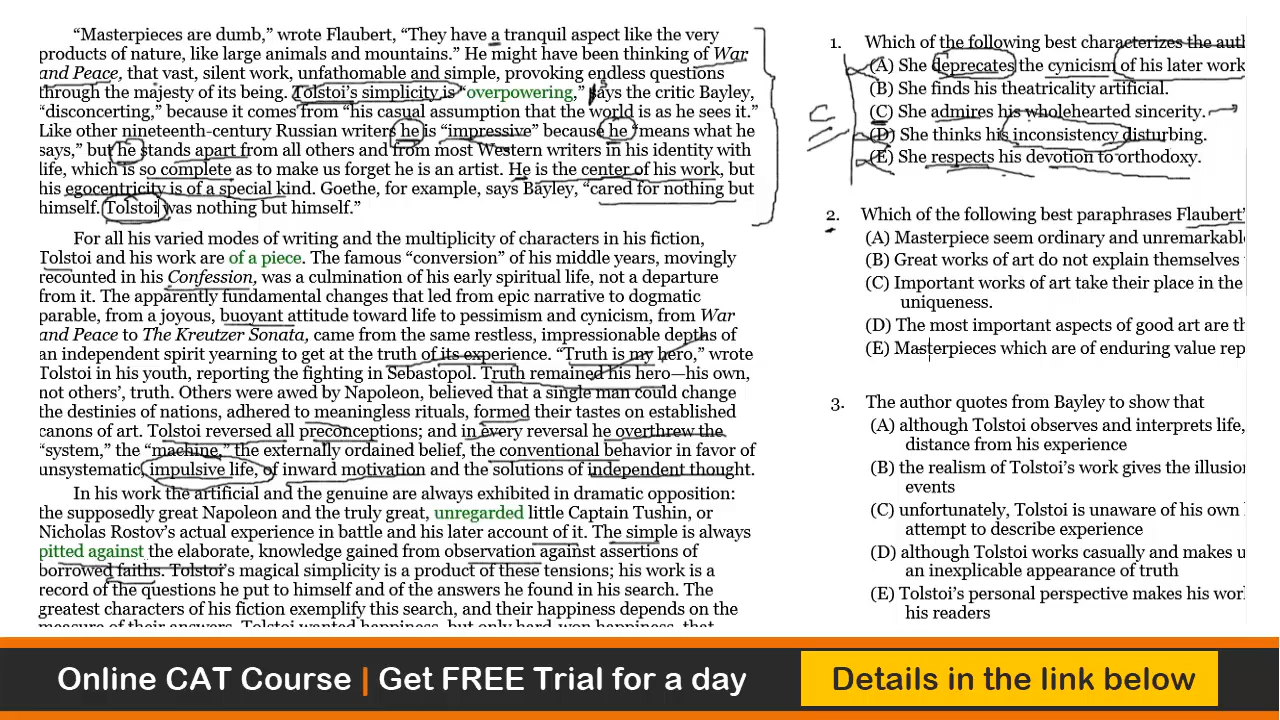 “Masterpieces are dumb,” wrote Flaubert, “They have a tranquil aspect like the very
products of nature, like large animals and mountains.” He might have been thinking of War
and Peace, that vast, silent work, unfathomable and simple, provoking endless questions
through the majesty of its being. Tolstoi’s simplicity is “overpowering,” says the critic Bayley,
“disconcerting,” because it comes from “his casual assumption that the world is as he sees it.”
Like other nineteenth-century Russian writers he is “impressive” because he “means what he
says,” but he stands apart from all others and from most Western writers in his identity with
life, which is so complete as to make us forget he is an artist. He is the center of his work, but
his egocentricity is of a special kind. Goethe, for example, says Bayley, “cared for nothing but
himself. Tolstoi was nothing but himself.”
For all his varied modes of writing and the multiplicity of characters in his fiction,
Tolstoi and his work are of a piece. The famous “conversion” of his middle years, movingly
recounted in his Confession, was a culmination of his early spiritual life, not a departure
from it. The apparently fundamental changes that led from epic narrative to dogmatic
parable, from a joyous, buoyant attitude toward life to pessimism and cynicism, from War
and Peace to The Kreutzer Sonata, came from the same restless, impressionable depths of
an independent spirit yearning to get at the truth of its experience. “Truth is my hero,” wrote
Tolstoi in his youth, reporting the fighting in Sebastopol. Truth remained his hero—his own,
not others’, truth. Others were awed by Napoleon, believed that a single man could change
the destinies of nations, adhered to meaningless rituals, formed their tastes on established
canons of art. Tolstoi reversed all preconceptions; and in every reversal he overthrew the
“system,” the “machine,” the externally ordained belief, the conventional behavior in favor of
unsystematic, impulsive life, of inward motivation and the solutions of independent thought.
In his work the artificial and the genuine are always exhibited in dramatic opposition:
the supposedly great Napoleon and the truly great, unregarded little Captain Tushin, or
Nicholas Rostov’s actual experience in battle and his later account of it. The simple is always
pitted against the elaborate, knowledge gained from observation against assertions of
borrowed faiths. Tolstoi’s magical simplicity is a product of these tensions; his work is a
record of the questions he put to himself and of the answers he found in his search. The
greatest characters of his fiction exemplify this search, and their happiness depends on the
measure of their answers. Tolstoi wanted happiness, but only hard-won happiness, that
1. Which of the following best characterizes the auth
(A) She deprecates the cynicism of his later work
(B) She finds his theatricality artificial.
(C) She admires his wholehearted sincerity.
(D) She thinks his inconsistency disturbing.
(E) She respects his devotion to orthodoxy.
2. Which of the following best paraphrases Flaubert’
(A) Masterpiece seem ordinary and unremarkabl
(B) Great works of art do not explain themselves
(C) Important works of art take their place in the
uniqueness.
(D) The most important aspects of good art are th
(E) Masterpieces which are of enduring value rep
3. The author quotes from Bayley to show that
(A) although Tolstoi observes and interprets life,
distance from his experience
(B) the realism of Tolstoi’s work gives the illusion
events
(C) unfortunately, Tolstoi is unaware of his own
attempt to describe experience
(D) although Tolstoi works casually and makes u
an inexplicable appearance of truth
(E) Tolstoi’s personal perspective makes his wor
his readers
Online CAT Course | Get FREE Trial for a day
Details in the link below